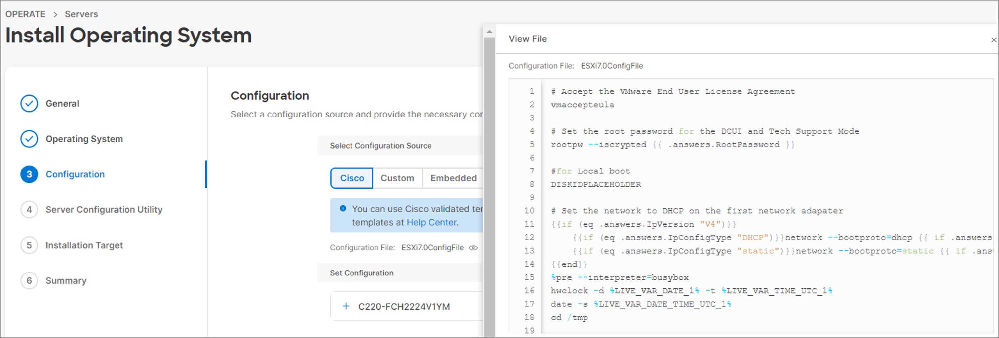 OPERATE > Servers
Install Operating System
General
Operating System
3 Configuration
4 Server Configuration Utility
5 Installation Target
6 Summary
Configuration
Select a configuration source and provide the necessary
Select Configuration Source
Cisco Custom Embedded
You can use Cisco validated
templates at Help Center.
Configuration File: ESXi7.0ConfigFile
Set Configuration
+ C220-FCH2224V1YM
View File
×
Configuration File: ESXi7.0ConfigFile
1 # Accept the VMware End User License Agreement
2 vmaccepteula
3
4 # Set the root password for the DCUI and Tech Support Mode
5 rootpw --iscrypted {{ .answers.RootPassword }}
6
7 #for Local boot
8 DISKIDPLACEHOLDER
9
10 # Set the network to DHCP on the first network adapater
11 {{if (eq .answers.IpVersion "V4")}}
12 {{if (eq .answers.IpConfigType "DHCP")}}network --bootproto=dhcp {{ if .answers
13 {{if (eq .answers.IpConfigType "static")}}network --bootproto=static {{ if
14 {{end}}
15 %pre --interpreter=busybox
16 hwclock -d %LIVE_VAR_DATE_1% -t %LIVE_VAR_TIME_UTC_1%
17 date -s %LIVE_VAR_DATE_TIME_UTC_1%
18 cd /tmp
19